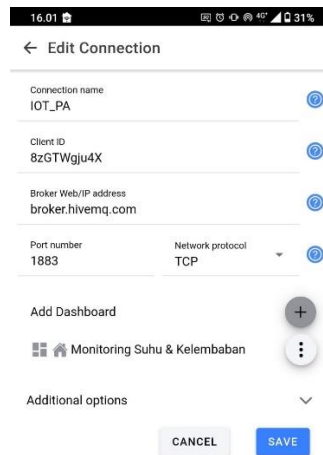 16.01 4G+ 31%
← Edit Connection
Connection name
IOT_PA
Client ID
8zGTWgju4X
Broker Web/IP address
broker.hivemq.com
Port number Network protocol
1883 TCP
Add Dashboard
Monitoring Suhu & Kelembaban
Additional options
CANCEL SAVE